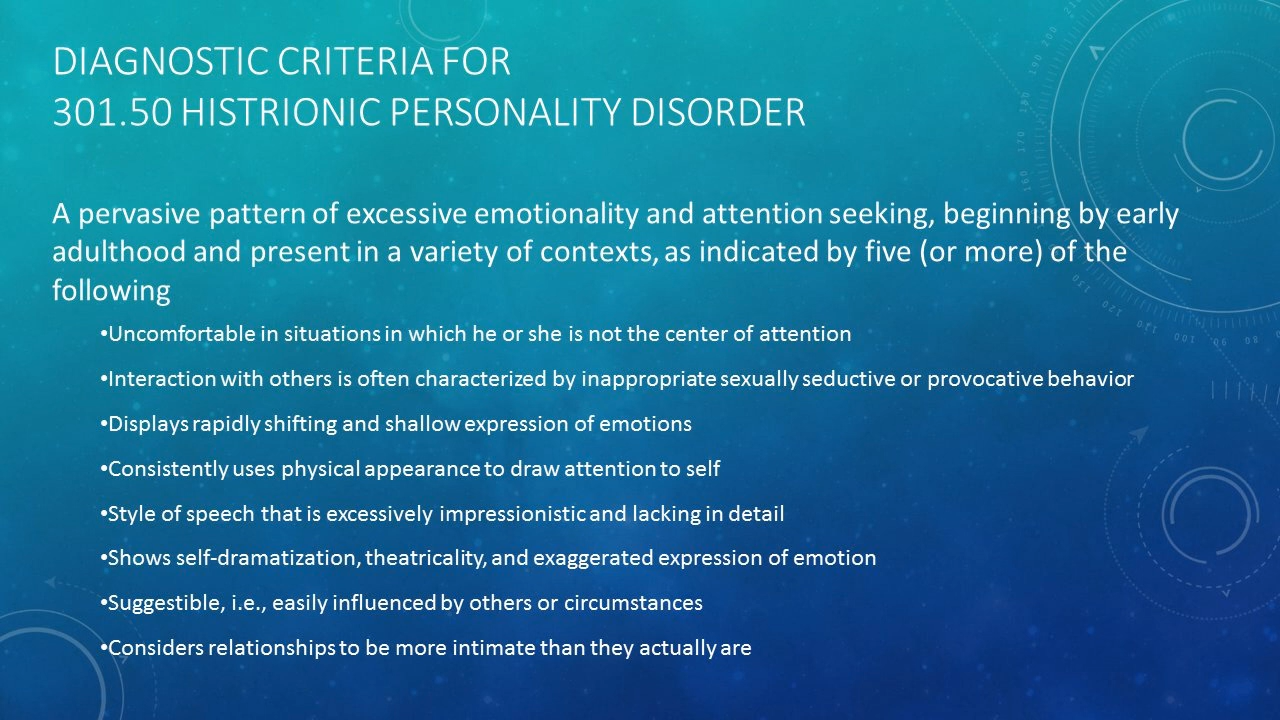 DIAGNOSTIC CRITERIA FOR
301.50 HISTRIONIC PERSONALITY DISORDER
A pervasive pattern of excessive emotionality and attention seeking, beginning by early
adulthood and present in a variety of contexts, as indicated by five (or more) of the
following
•Uncomfortable in situations in which he or she is not the center of attention
•Interaction with others is often characterized by inappropriate sexually seductive or provocative behavior
•Displays rapidly shifting and shallow expression of emotions
•Consistently uses physical appearance to draw attention to self
•Style of speech that is excessively impressionistic and lacking in detail
•Shows self-dramatization, theatricality, and exaggerated expression of emotion
•Suggestible, i.e., easily influenced by others or circumstances
•Considers relationships to be more intimate than they actually are